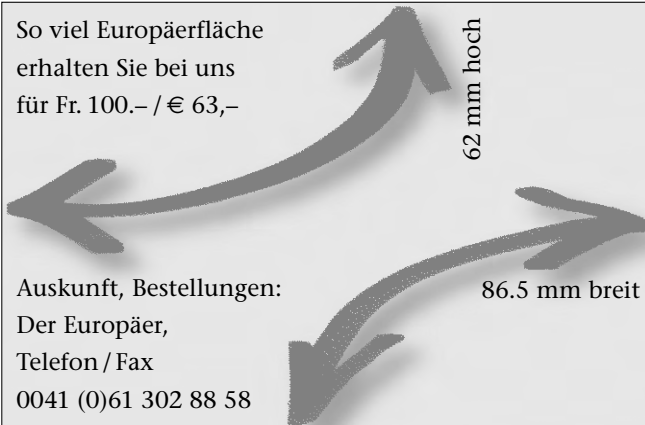 So viel Europäerfläche
erhalten Sie bei uns
für Fr. 100.– / € 63,–
62 mm hoch
86.5 mm breit
Auskunft, Bestellungen:
Der Europäer,
Telefon / Fax
0041 (0)61 302 88 58